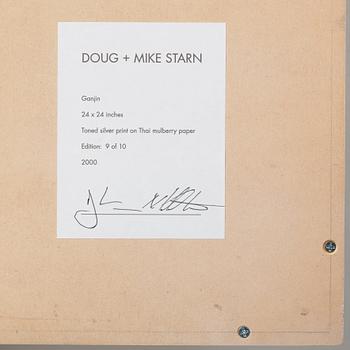 DOUG + MIKE STARN
Ganjin
24 x 24 inches
Toned silver print on Thai mulberry paper
Edition: 9 of 10
2000